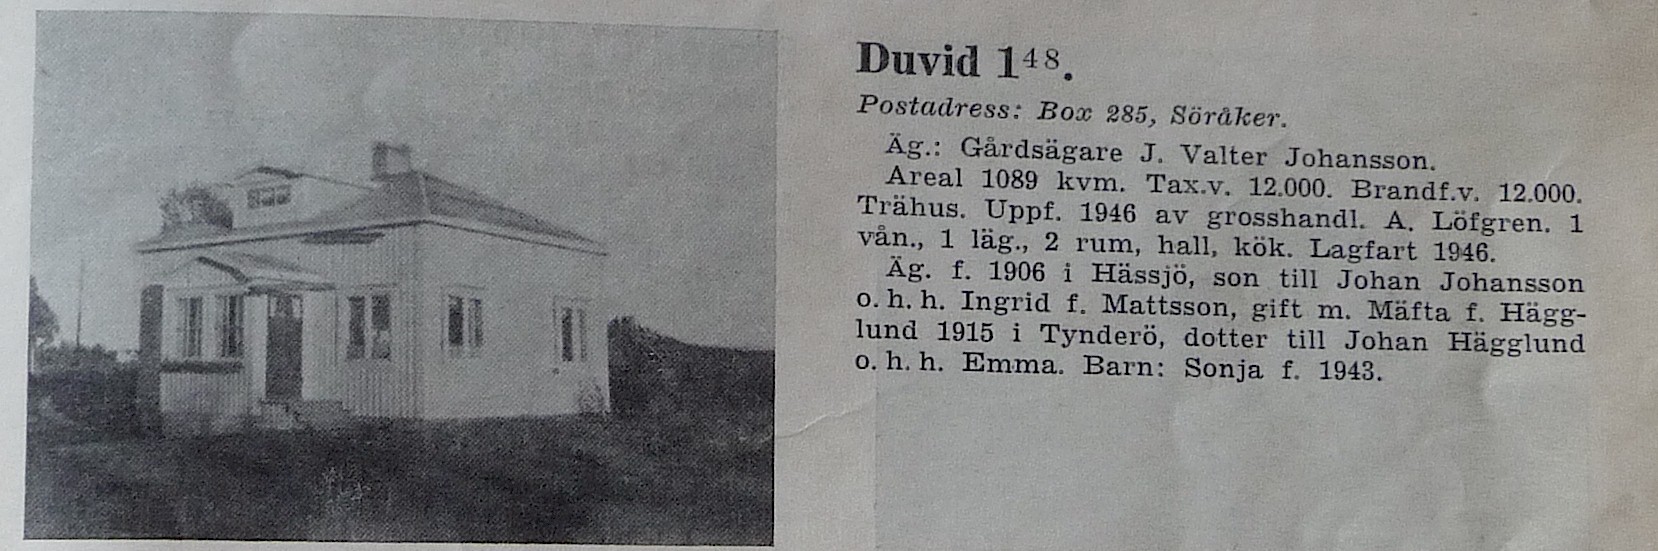 Duvid 1⁴⁸.
Postadress: Box 285, Söråker.
Äg.: Gårdsägare J. Valter Johansson.
Areal 1089 kvm. Tax.v. 12.000. Brandf.v. 12.000.
Trähus. Uppf. 1946 av grosshandl. A. Löfgren. 1
vån., 1 läg., 2 rum, hall, kök. Lagfart 1946.
Äg. f. 1906 i Hässjö, son till Johan Johansson
o. h. h. Ingrid f. Mattsson, gift m. Mäfta f. Hägg-
lund 1915 i Tynderö, dotter till Johan Hägglund
o. h. h. Emma. Barn: Sonja f. 1943.